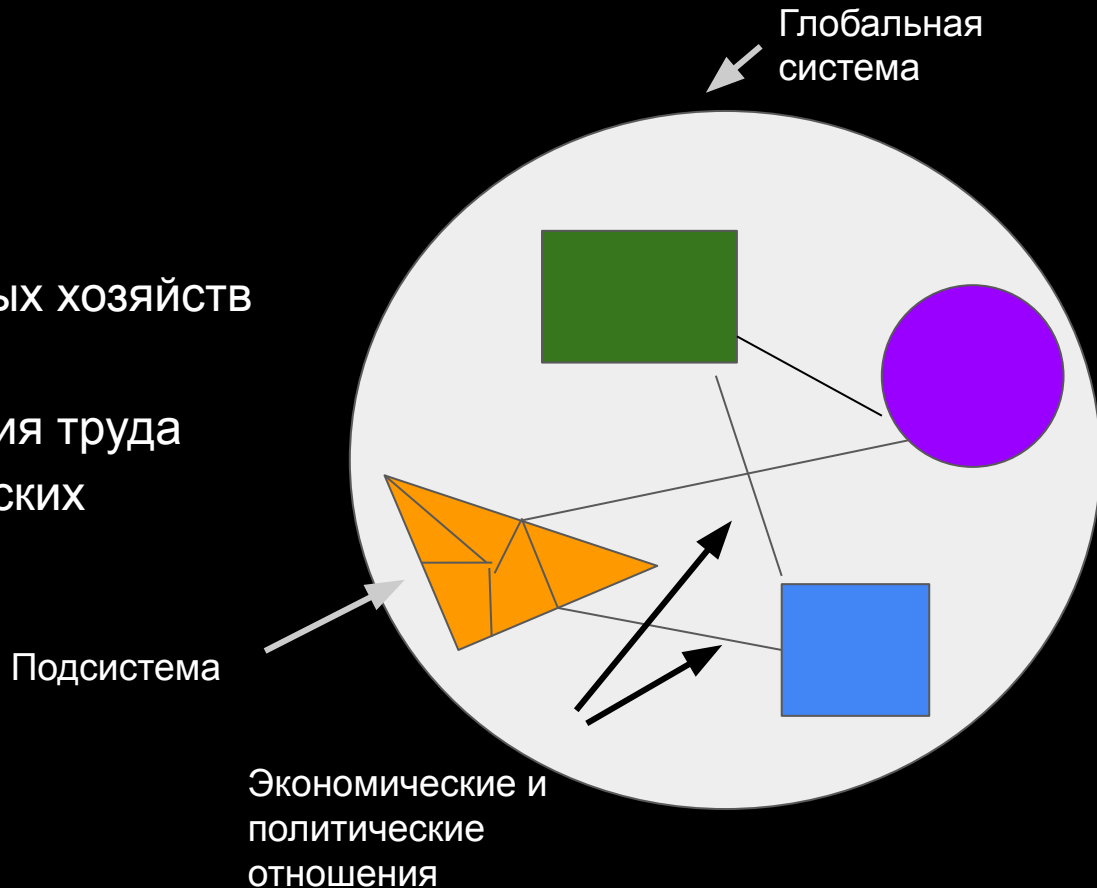 Глобальная
система
ых хозяйств
ия труда
ских
Подсистема
Экономические и
политические
отношения